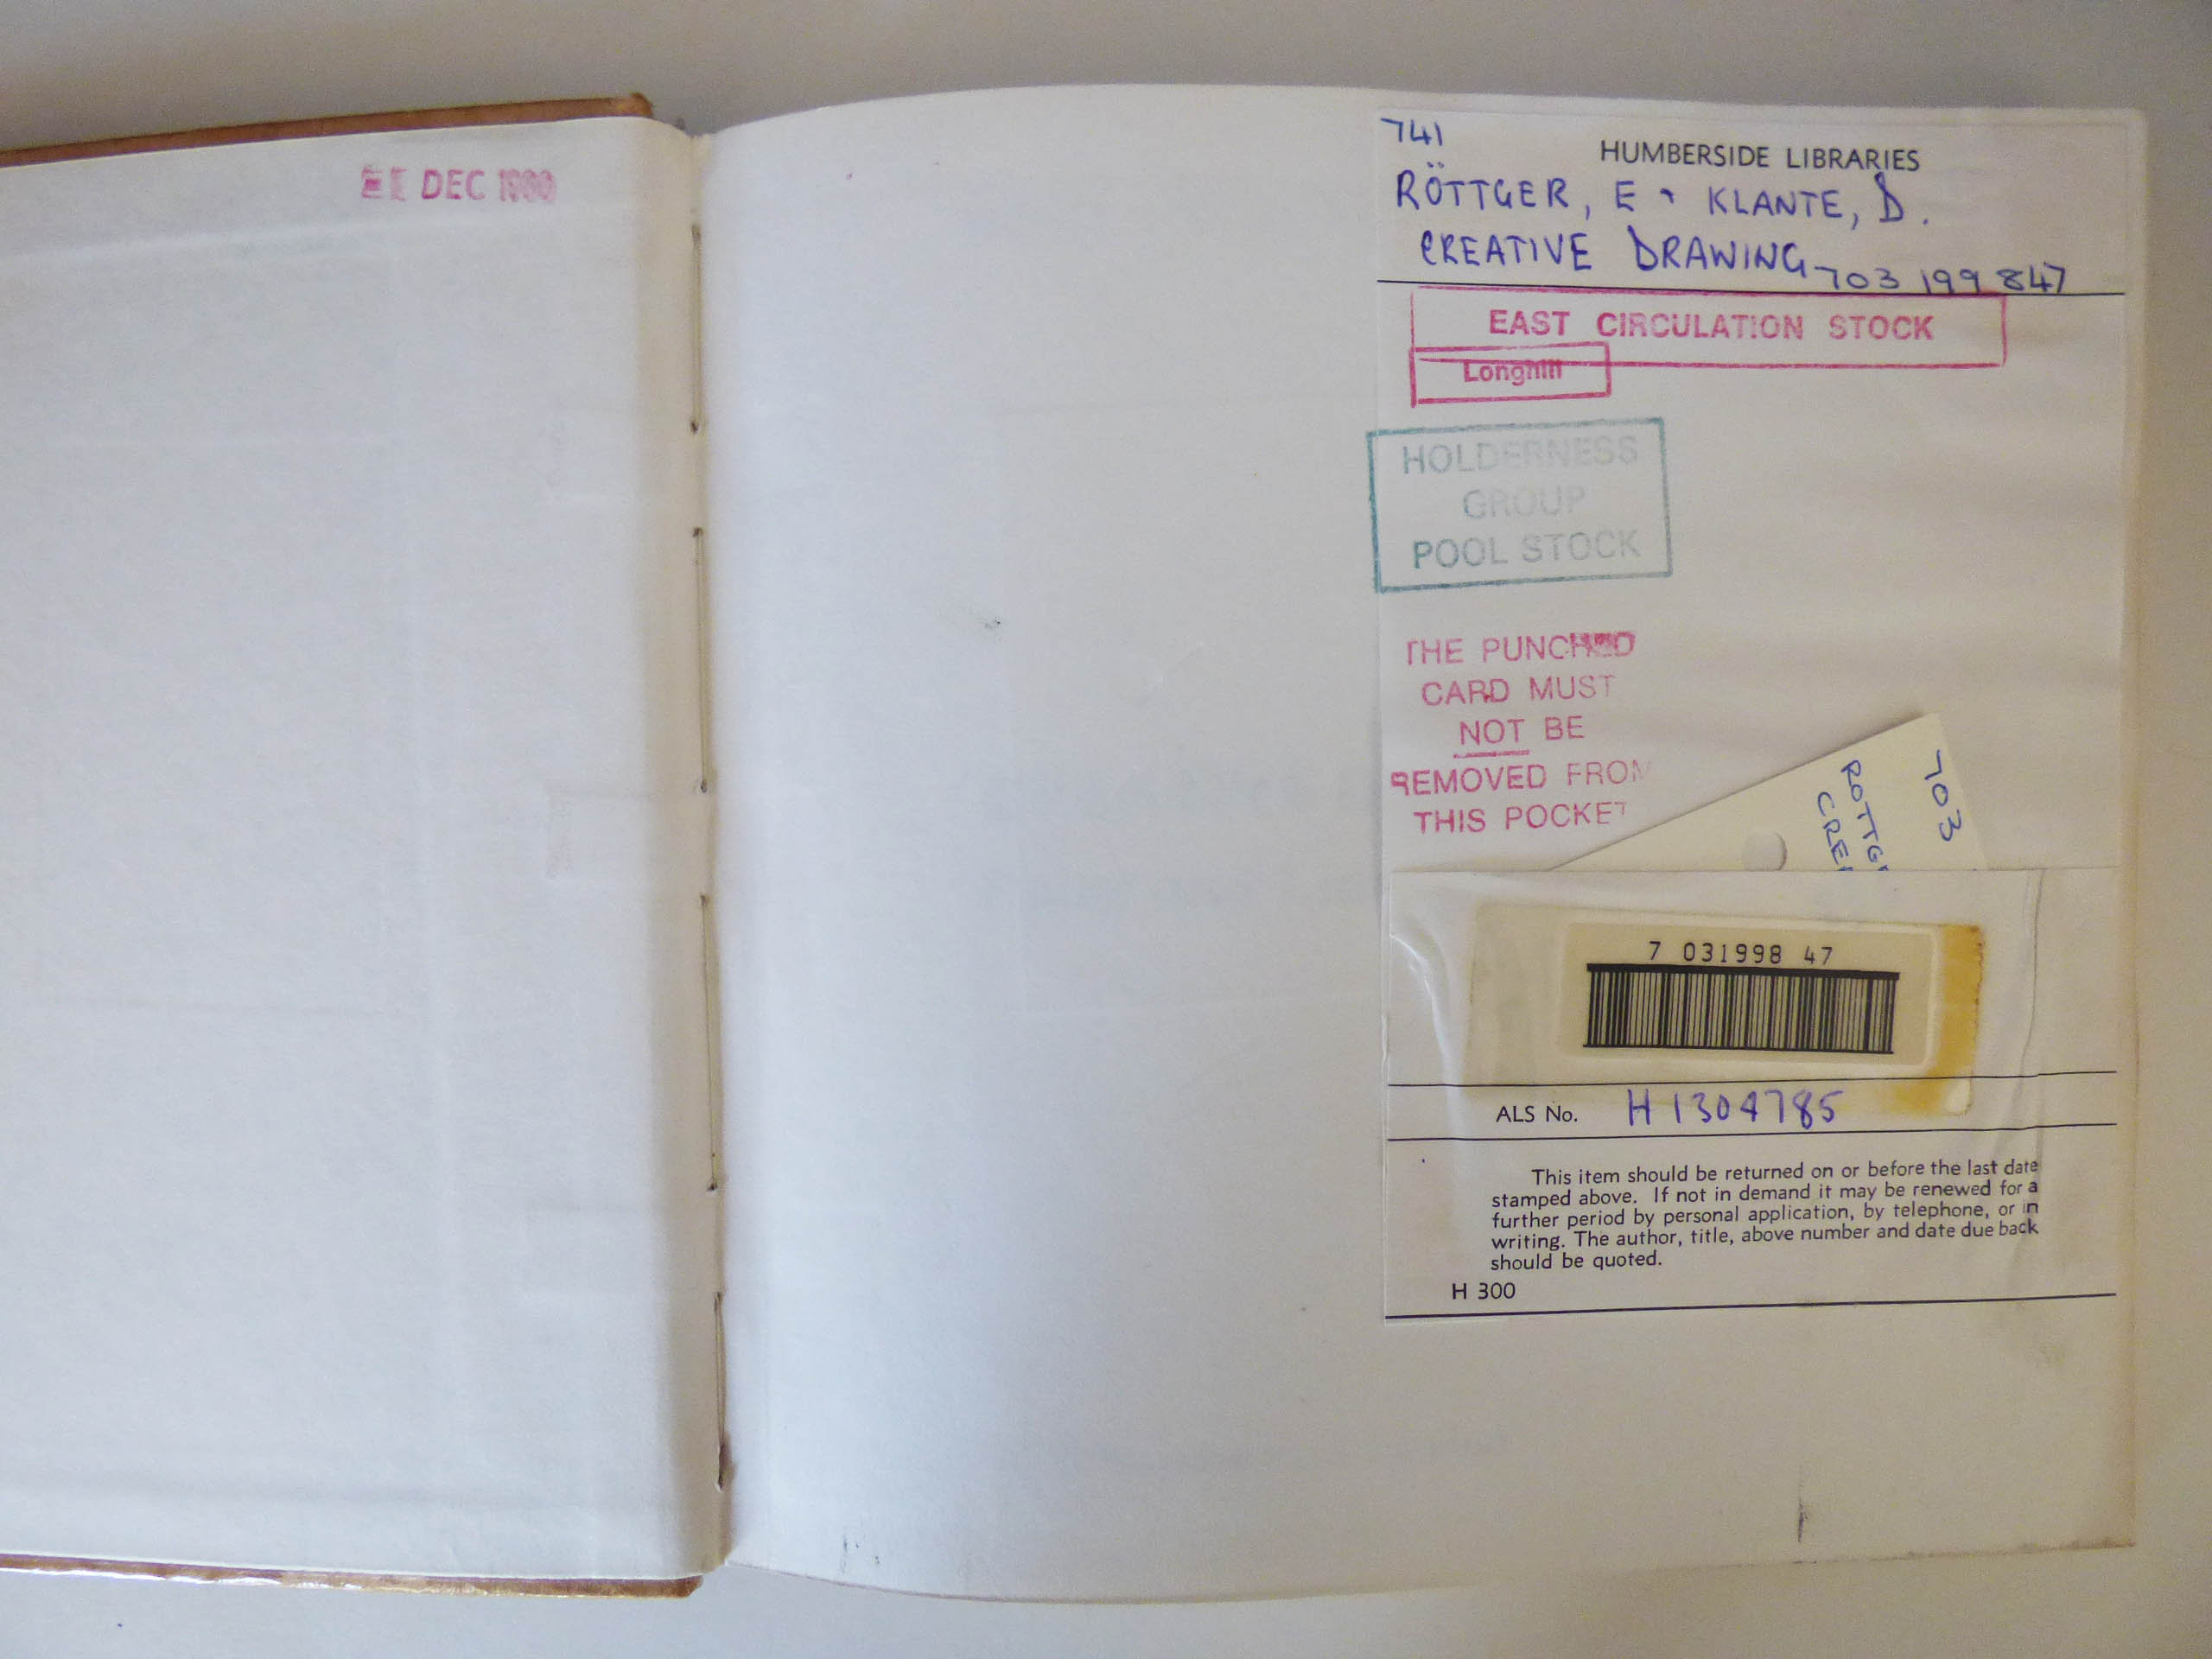 DEC
741
HUMBERSIDE LIBRARIES
RÖTTGER, E & KLANTE, D.
CREATIVE DRAWING 703 199 847
EAST CIRCULATION STOCK
Longhill
HOLDERNESS
GROUP
POOL STOCK
THE PUNCHED
CARD MUST
NOT BE
REMOVED FROM
THIS POCKET
703
ROTTG
CRE
7 031998 47
ALS No. H 1304785
This item should be returned on or before the last date
stamped above. If not in demand it may be renewed for a
further period by personal application, by telephone, or in
writing. The author, title, above number and date due back
should be quoted.
H 300